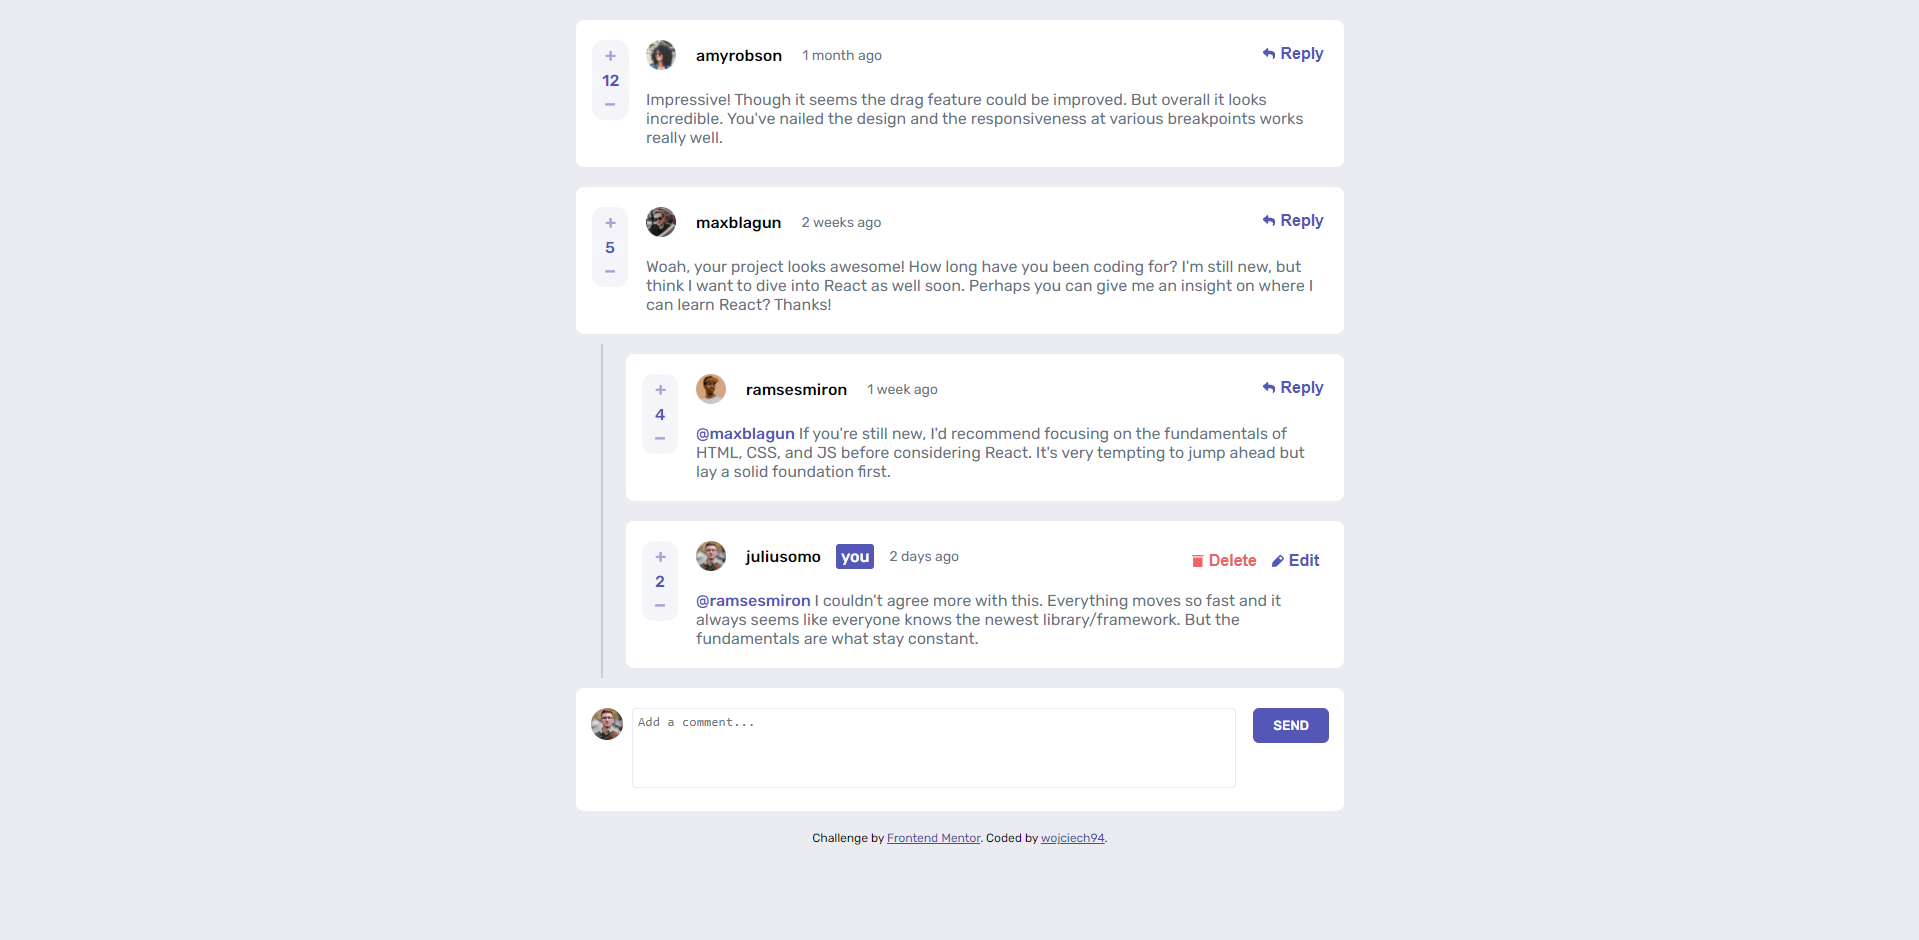 +
12
−
amyrobson 1 month ago Reply
Impressive! Though it seems the drag feature could be improved. But overall it looks
incredible. You've nailed the design and the responsiveness at various breakpoints works
really well.
+
5
−
maxblagun 2 weeks ago Reply
Woah, your project looks awesome! How long have you been coding for? I'm still new, but
think I want to dive into React as well soon. Perhaps you can give me an insight on where I
can learn React? Thanks!
+
4
−
ramsesmiron 1 week ago Reply
@maxblagun If you're still new, I'd recommend focusing on the fundamentals of
HTML, CSS, and JS before considering React. It's very tempting to jump ahead but
lay a solid foundation first.
+
2
−
juliusomo you 2 days ago Delete Edit
@ramsesmiron I couldn't agree more with this. Everything moves so fast and it
always seems like everyone knows the newest library/framework. But the
fundamentals are what stay constant.
Add a comment...
SEND
Challenge by Frontend Mentor. Coded by wojciech94.